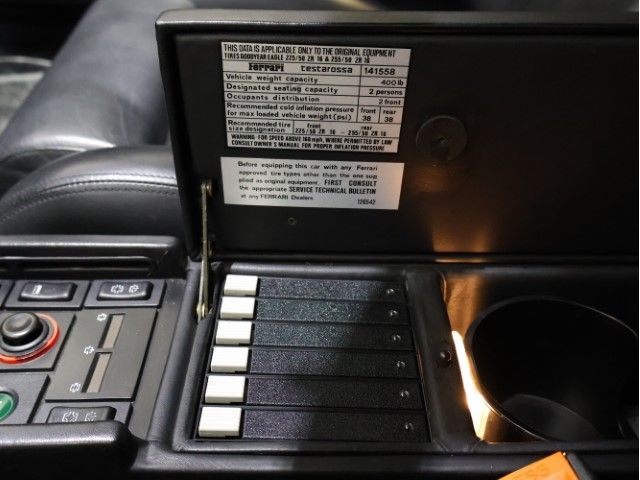 THIS DATA IS APPLICABLE ONLY TO THE ORIGINAL EQUIPMENT
TIRES GOODYEAR EAGLE 225/50 ZR 16 & 255/50 ZR 16
Ferrari testarossa 141558
Vehicle weight capacity 400 lb
Designated seating capacity 2 persons
Occupants distribution 2 front
Recommended cold inflation pressure for max loaded vehicle weight (psi) front 38 rear 38
Recommended tire size designation front 225/50 ZR 16 - rear 255/50 ZR 16
WARNING: FOR SPEED ABOVE 160 mph, WHERE PERMITTED BY LAW
CONSULT OWNER'S MANUAL FOR PROPER INFLATION PRESSURE
Before equipping this car with any Ferrari
approved tire types other than the one sup
plied as original equipment, FIRST CONSULT
the appropriate SERVICE TECHNICAL BULLETIN
at any FERRARI Dealers 126542
ESS